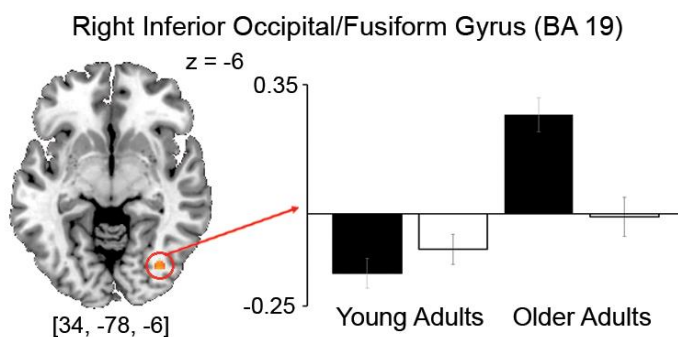 Right Inferior Occipital/Fusiform Gyrus (BA 19)
z = -6
0.35
-0.25
Young Adults
Older Adults
[34, -78, -6]